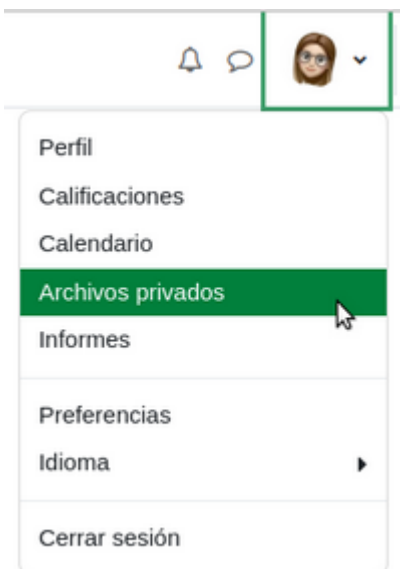 Perfil
Calificaciones
Calendario
Archivos privados
Informes
Preferencias
Idioma
Cerrar sesión